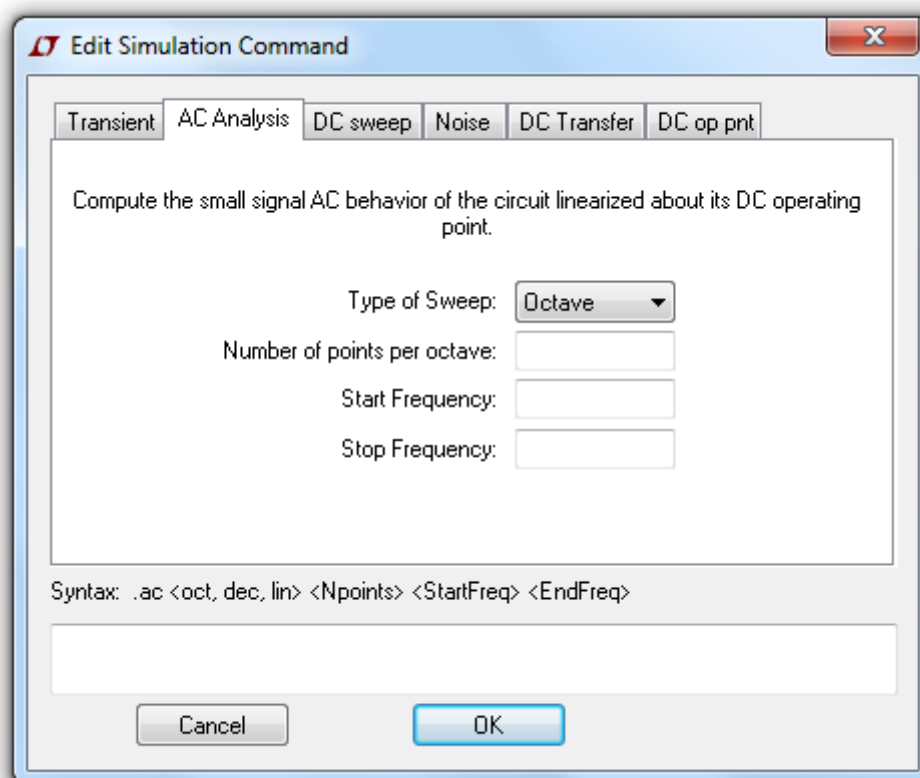 Edit Simulation Command
Transient AC Analysis DC sweep Noise DC Transfer DC op pnt
Compute the small signal AC behavior of the circuit linearized about its DC operating
point.
Type of Sweep: Octave
Number of points per octave:
Start Frequency:
Stop Frequency:
Syntax: .ac <oct, dec, lin> <Npoints> <StartFreq> <EndFreq>
Cancel OK